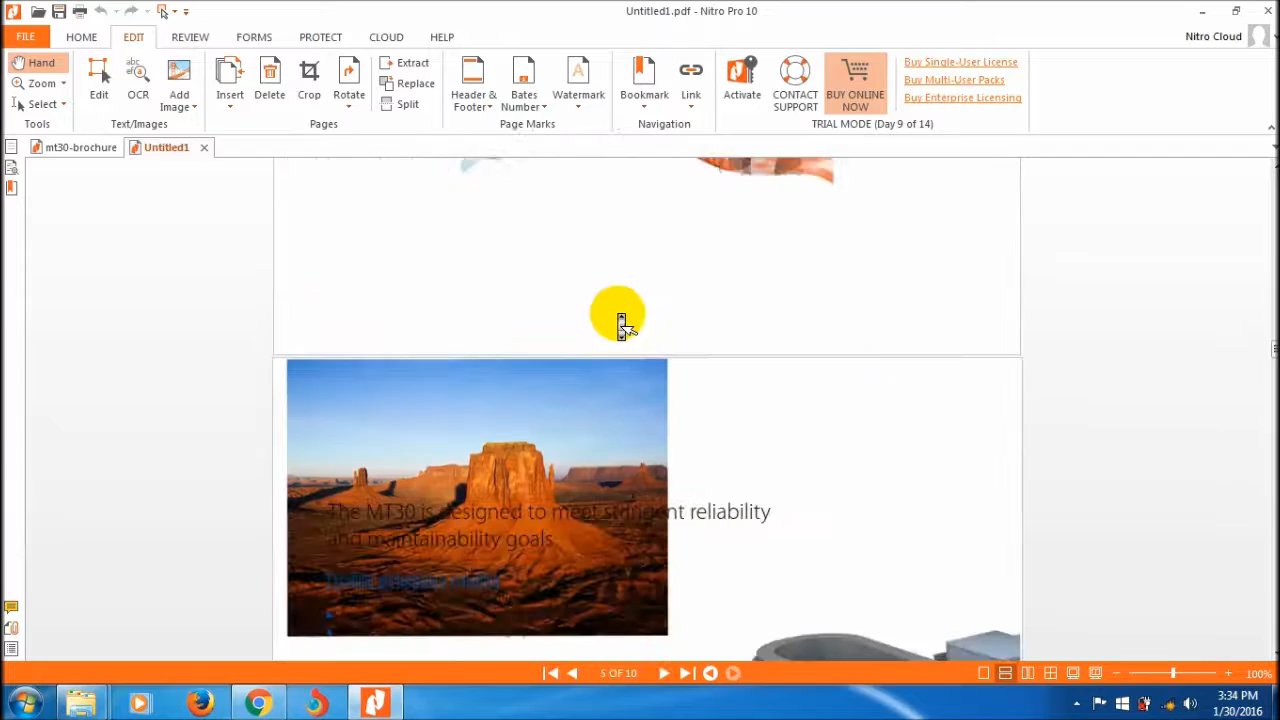 Untitled1.pdf - Nitro Pro 10
FILE HOME EDIT REVIEW FORMS PROTECT CLOUD HELP Nitro Cloud
Hand
Zoom
Select
Tools
Edit
OCR
Add
Image
Text/Images
Insert
Delete
Crop
Rotate
Extract
Replace
Split
Pages
Header &
Footer
Bates
Number
Watermark
Page Marks
Bookmark
Link
Navigation
Activate
CONTACT
SUPPORT
BUY ONLINE
NOW
Buy Single-User License
Buy Multi-User Packs
Buy Enterprise Licensing
TRIAL MODE (Day 9 of 14)
mt30-brochure Untitled1
The MT30 is designed to meet stringent reliability
and maintainability goals
5 OF 10
100%
3:34 PM
1/30/2016